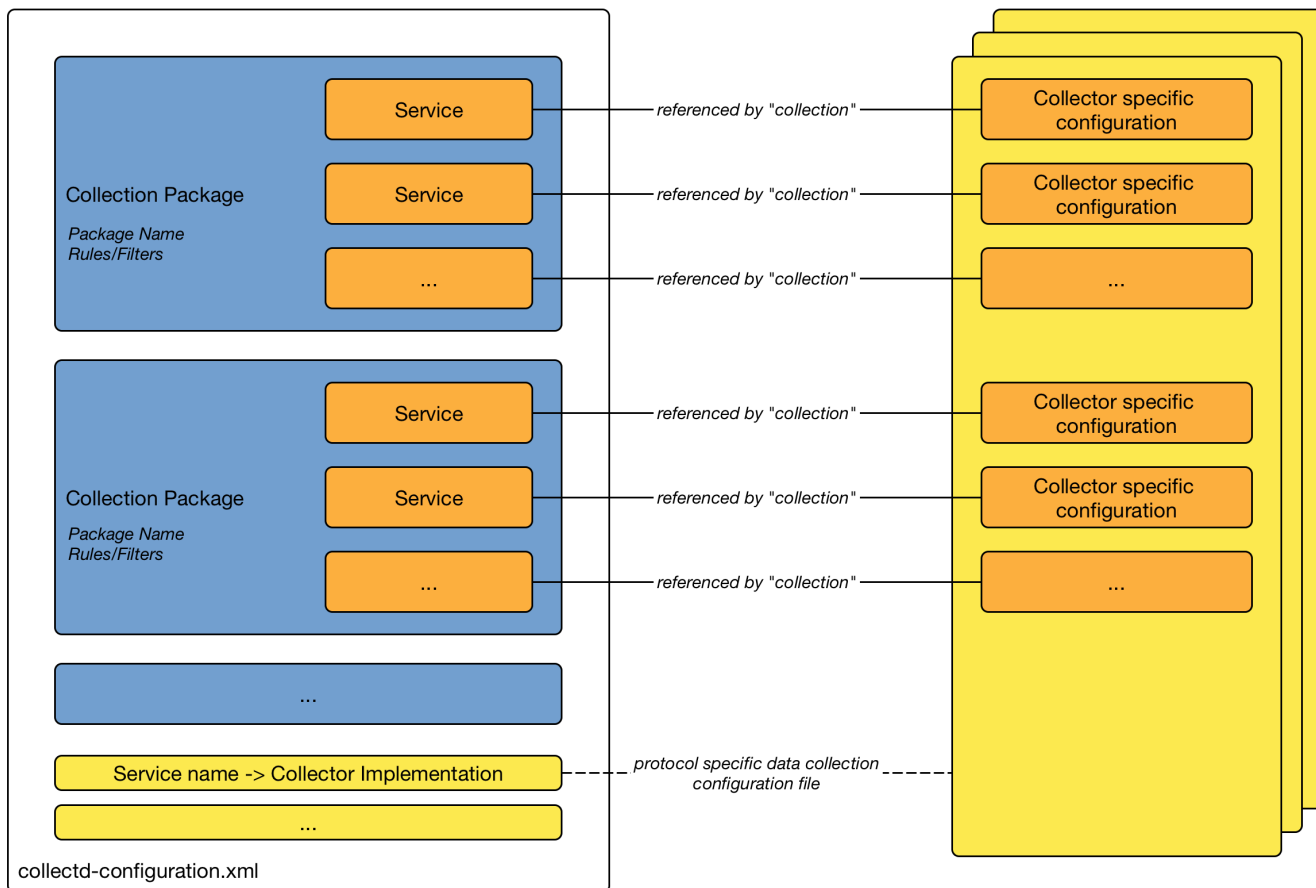 Service
referenced by "collection"
Collector specific
configuration
Collection Package
Package Name
Rules/Filters
Service
referenced by "collection"
Collector specific
configuration
...
referenced by "collection"
...
Service
referenced by "collection"
Collector specific
configuration
Collection Package
Package Name
Rules/Filters
Service
referenced by "collection"
Collector specific
configuration
...
referenced by "collection"
...
...
Service name -> Collector Implementation
protocol specific data collection
configuration file
...
collectd-configuration.xml